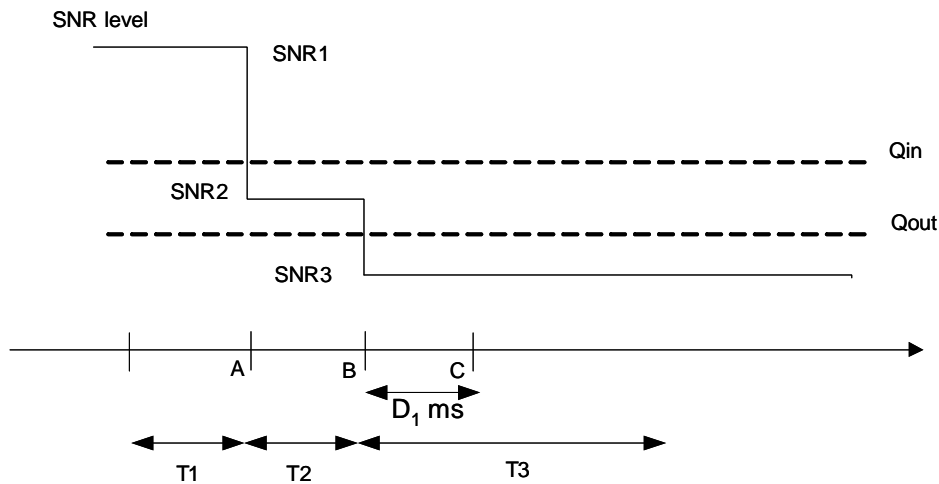 SNR level
SNR1
Qin
SNR2
Qout
SNR3
A
B
C
D1 ms
T1
T2
T3